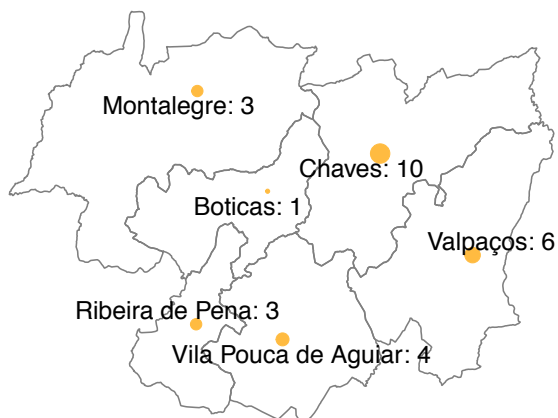 Montalegre: 3
Chaves: 10
Boticas: 1
Valpaços: 6
Ribeira de Pena: 3
Vila Pouca de Aguiar: 4